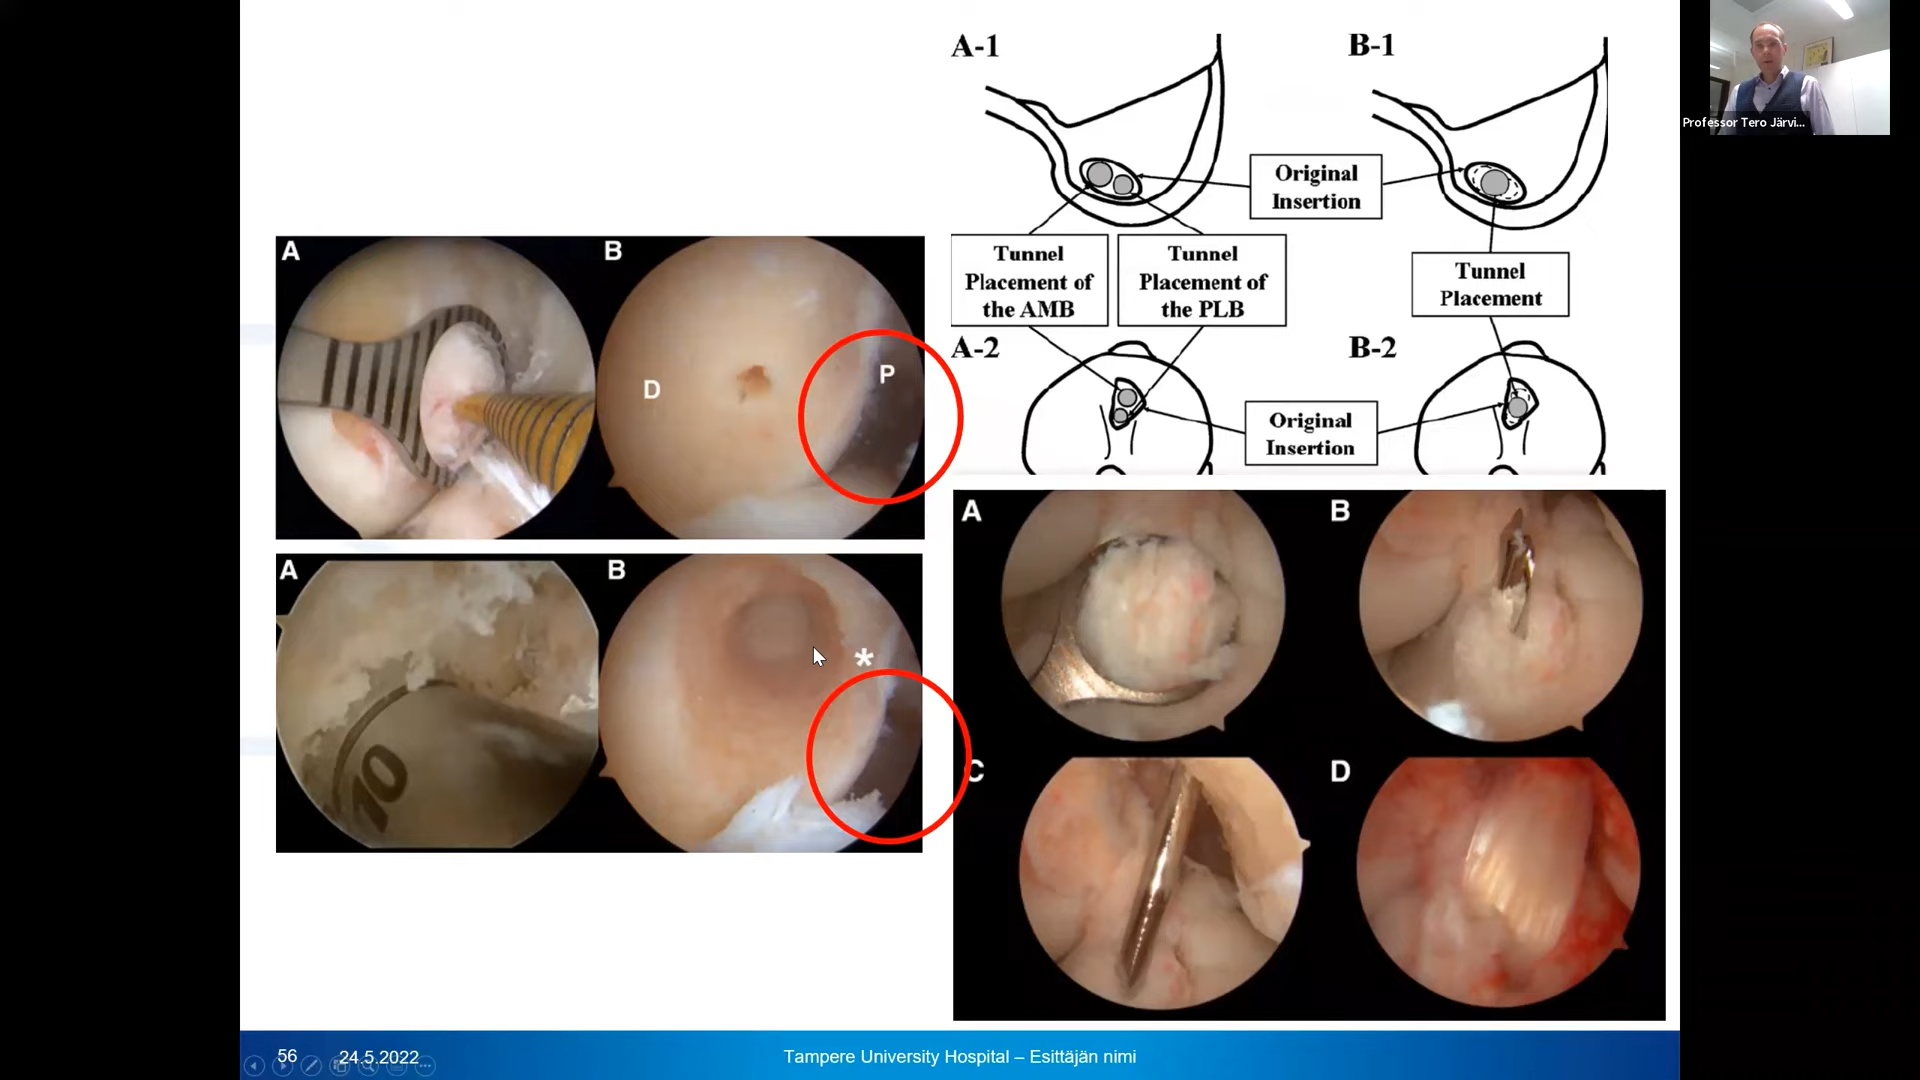 A-1
B-1
Original
Insertion
Tunnel
Placement of
the AMB
Tunnel
Placement of
the PLB
Tunnel
Placement
A-2
B-2
Original
Insertion
A
B
D
P
A
10
B
*
A
B
C
D
Professor Tero Järvi...
56
24.5.2022
Tampere University Hospital – Esittäjän nimi